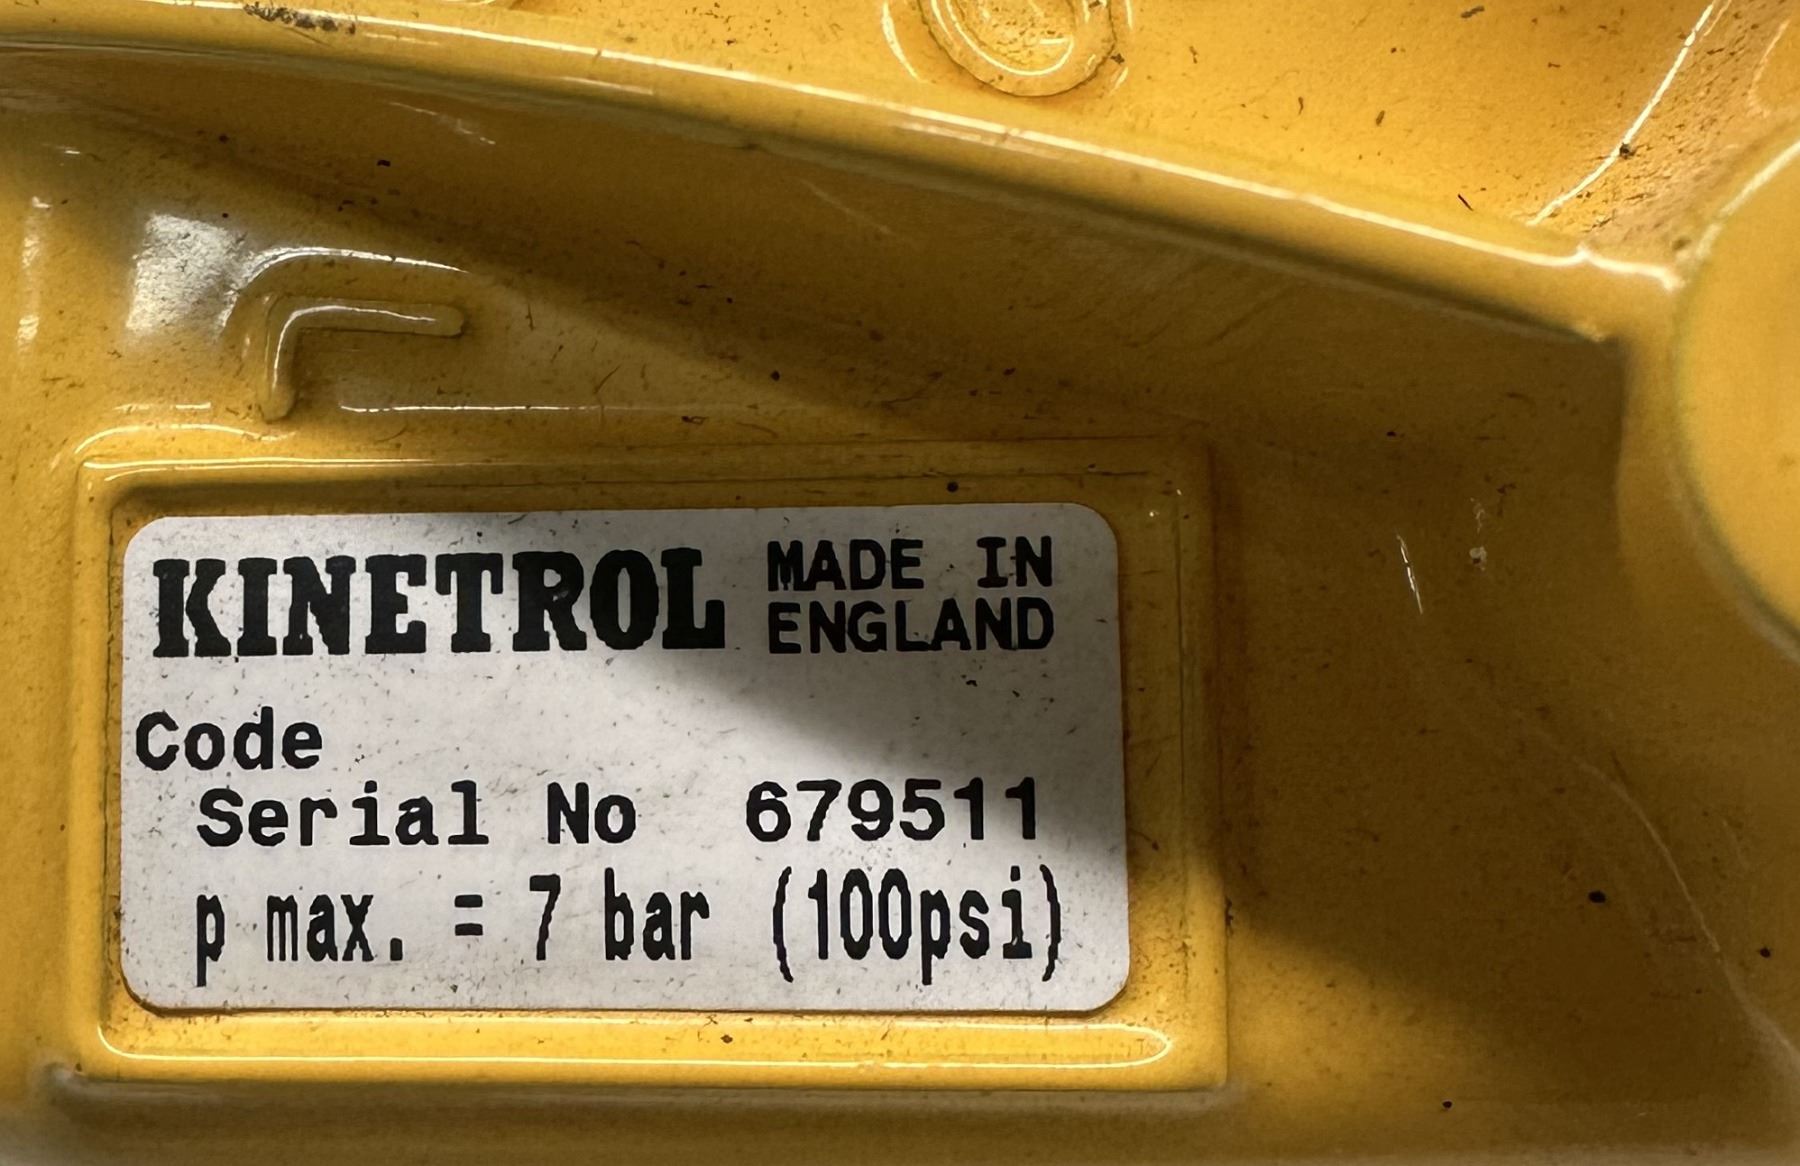 KINETROL MADE IN
ENGLAND
Code
Serial No 679511
p max. = 7 bar (100psi)